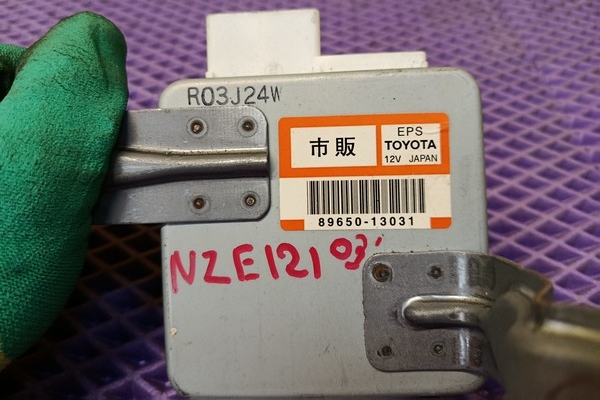 R03J24W
市販
EPS
TOYOTA
12V JAPAN
89650-13031
NZE121 03'